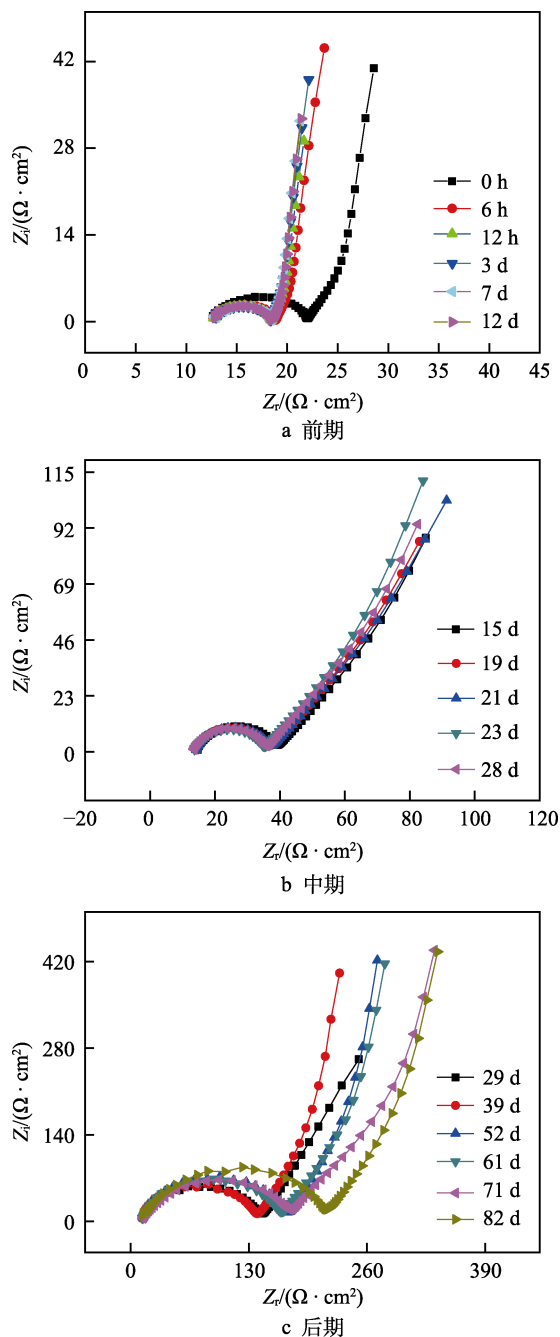 42
28
14
0
Zᵢ/(Ω · cm²)
0 h
6 h
12 h
3 d
7 d
12 d
0 5 10 15 20 25 30 35 40 45
Zᵣ/(Ω · cm²)
a 前期
115
92
69
46
23
0
Zᵢ/(Ω · cm²)
15 d
19 d
21 d
23 d
28 d
−20 0 20 40 60 80 100 120
Zᵣ/(Ω · cm²)
b 中期
420
280
140
0
Zᵢ/(Ω · cm²)
29 d
39 d
52 d
61 d
71 d
82 d
0 130 260 390
Zᵣ/(Ω · cm²)
c 后期